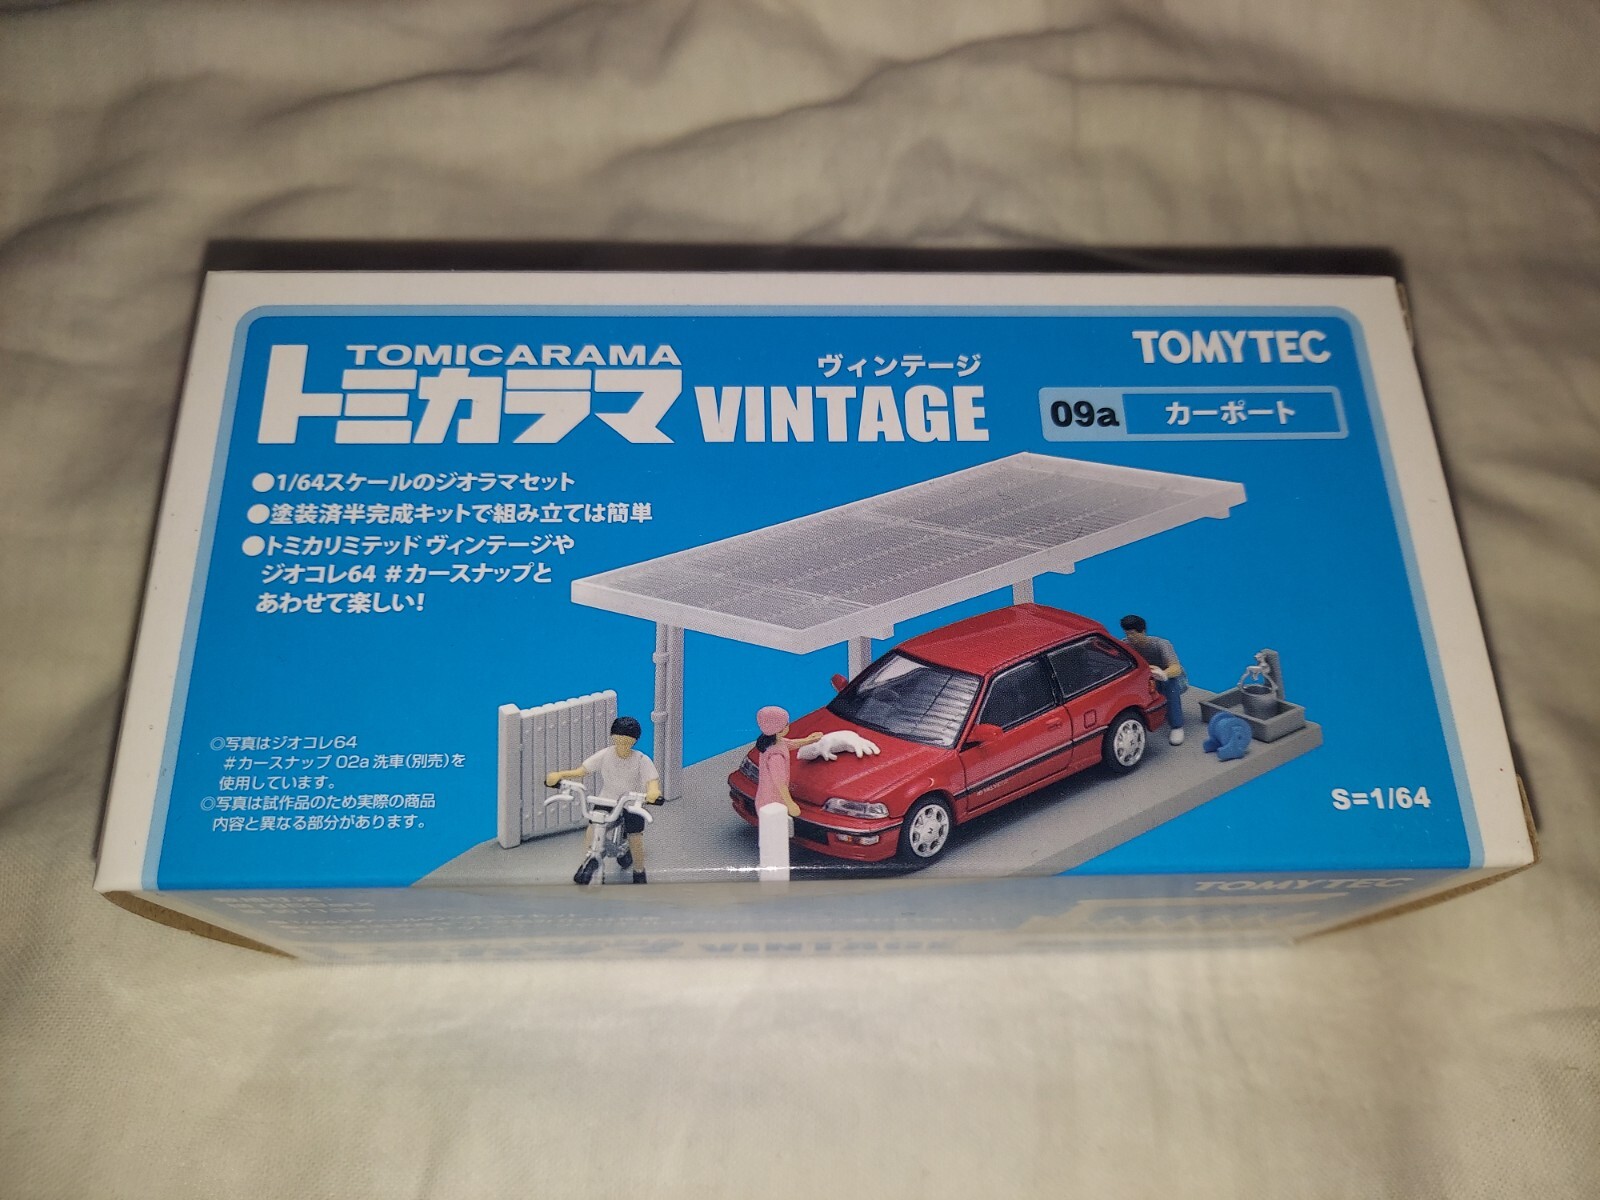 TOMICARAMA
トミカラマ
ヴィンテージ
VINTAGE
TOMYTEC
09a カーポート
●1/64スケールのジオラマセット
●塗装済半完成キットで組み立ては簡単
●トミカリミテッド ヴィンテージや
ジオコレ64 #カースナップと
あわせて楽しい!
◎写真はジオコレ64
#カースナップ 02a 洗車(別売)を
使用しています。
◎写真は試作品のため実際の商品
内容と異なる部分があります。
S=1/64
TOMYTEC